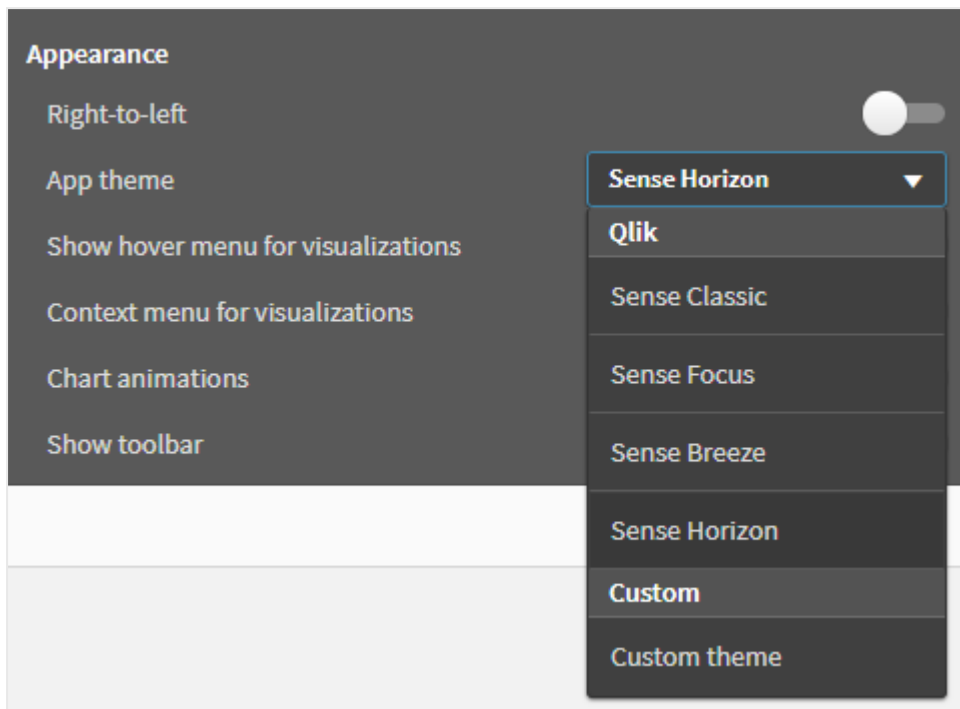 Appearance
Right-to-left
App theme
Sense Horizon
Show hover menu for visualizations
Context menu for visualizations
Chart animations
Show toolbar
Qlik
Sense Classic
Sense Focus
Sense Breeze
Sense Horizon
Custom
Custom theme